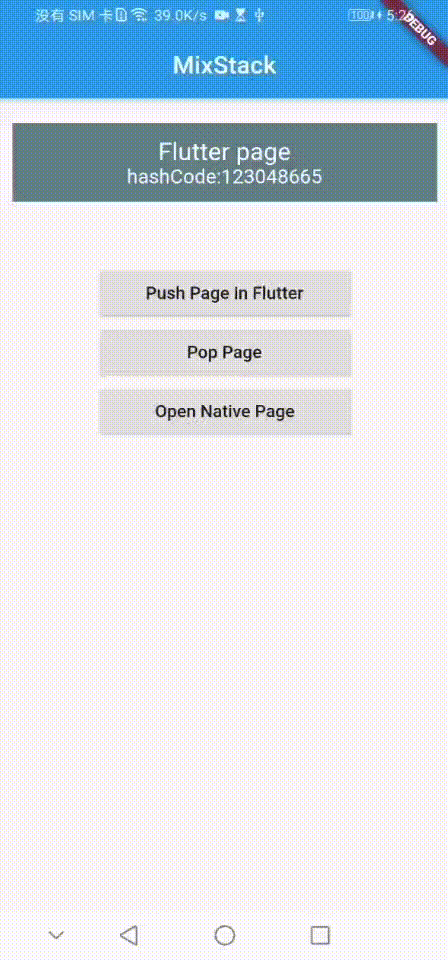 没有 SIM 卡 39.0K/s 100 5:2
DEBUG
MixStack
Flutter page
hashCode:123048665
Push Page in Flutter
Pop Page
Open Native Page